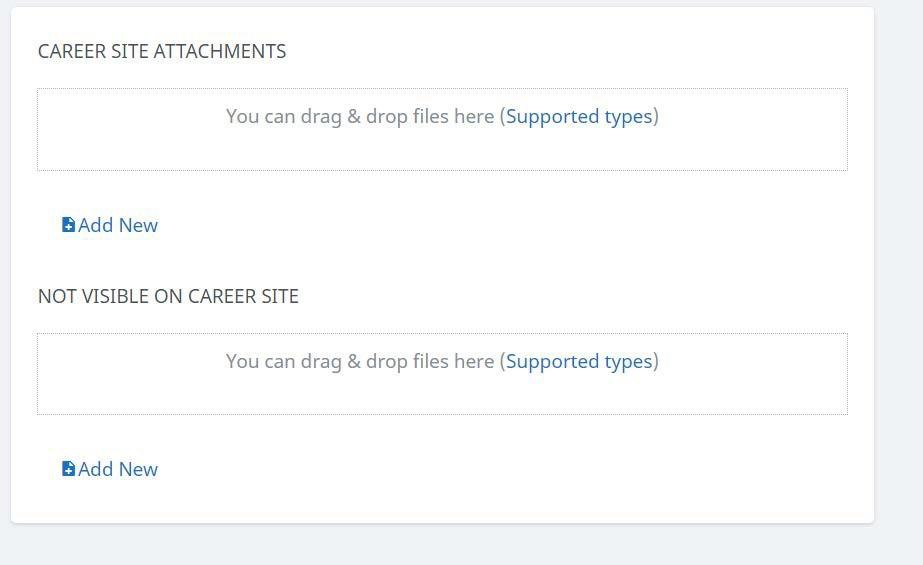 CAREER SITE ATTACHMENTS
You can drag & drop files here (Supported types)
Add New
NOT VISIBLE ON CAREER SITE
You can drag & drop files here (Supported types)
Add New